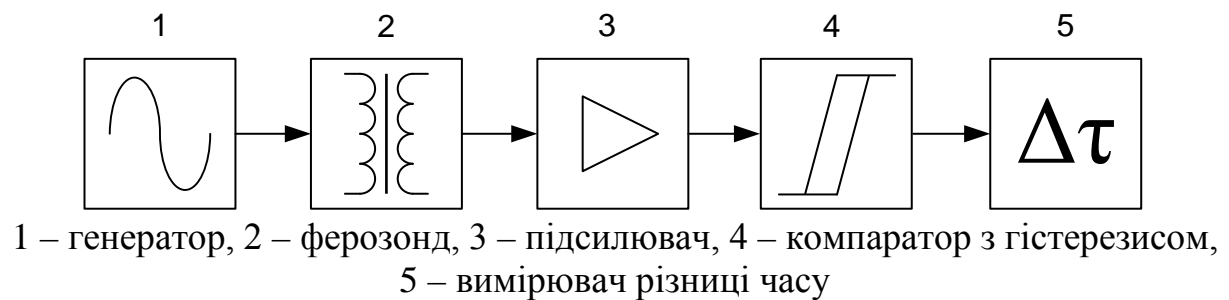 1 2 3 4 5
Δτ
1 – генератор, 2 – ферозонд, 3 – підсилювач, 4 – компаратор з гістерезисом,
5 – вимірювач різниці часу